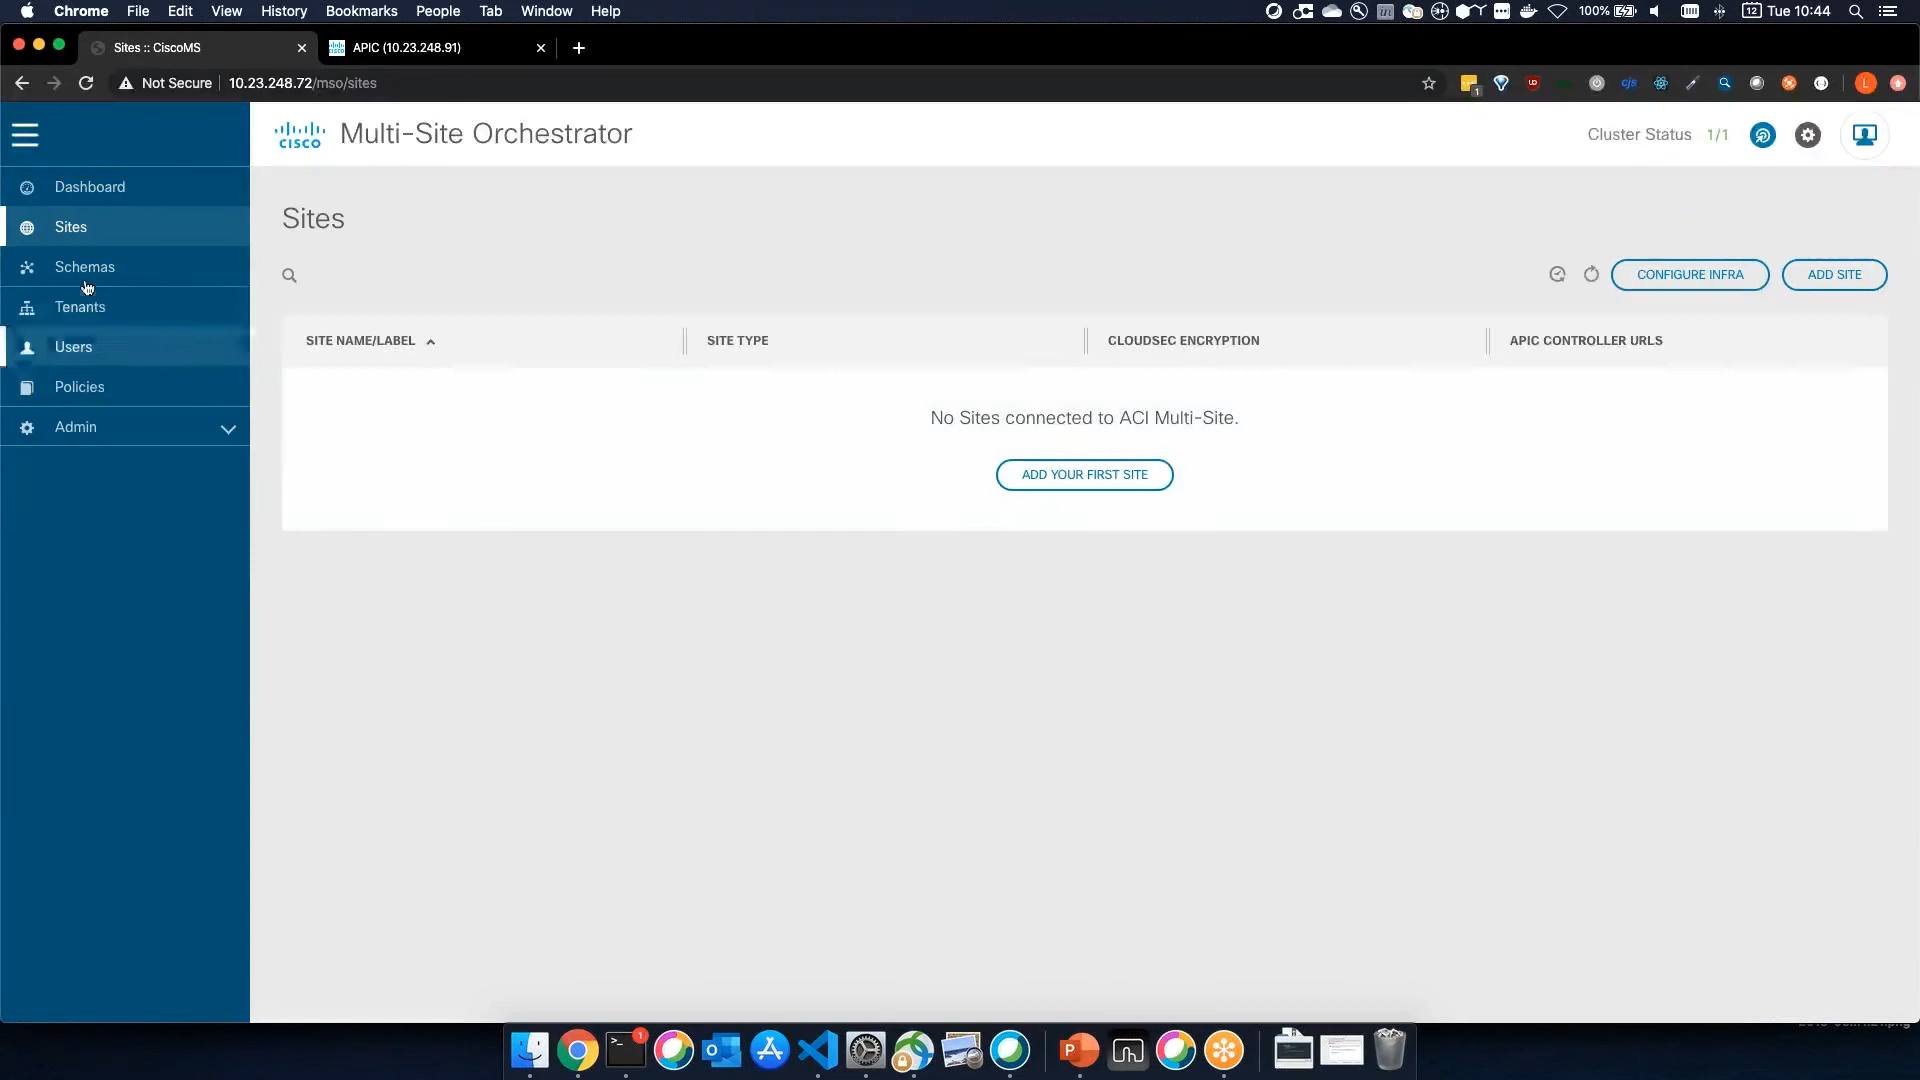 Chrome File Edit View History Bookmarks People Tab Window Help 100% 12 Tue 10:44
Sites :: CiscoMS APIC (10.23.248.91)
Not Secure 10.23.248.72/mso/sites
CISCO Multi-Site Orchestrator Cluster Status 1/1
Dashboard
Sites
Schemas
Tenants
Users
Policies
Admin
Sites
CONFIGURE INFRA ADD SITE
SITE NAME/LABEL SITE TYPE CLOUDSEC ENCRYPTION APIC CONTROLLER URLS
No Sites connected to ACI Multi-Site.
ADD YOUR FIRST SITE